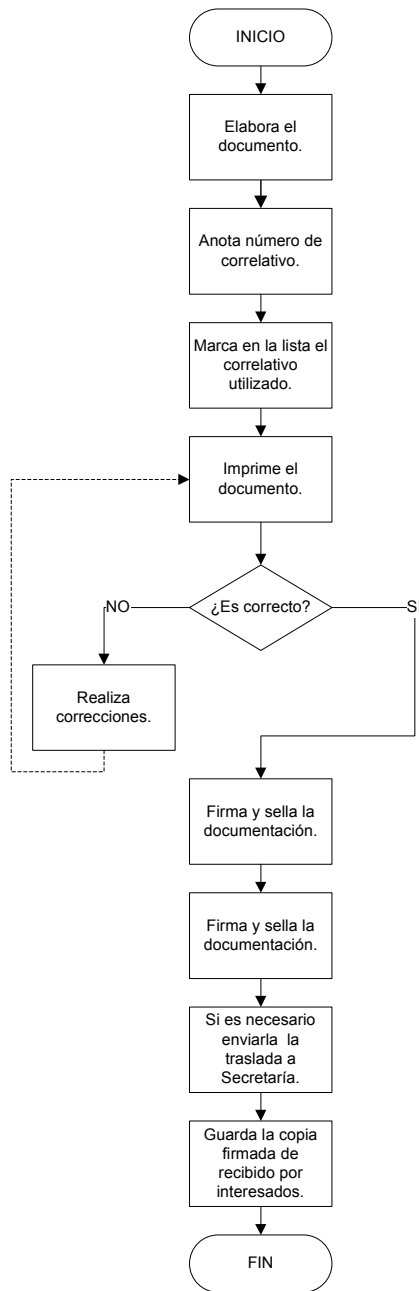 INICIO
Elabora el
documento.
Anota número de
correlativo.
Marca en la lista el
correlativo
utilizado.
Imprime el
documento.
¿Es correcto?
NO
S
Realiza
correcciones.
Firma y sella la
documentación.
Firma y sella la
documentación.
Si es necesario
enviarla la
traslada a
Secretaría.
Guarda la copia
firmada de
recibido por
interesados.
FIN